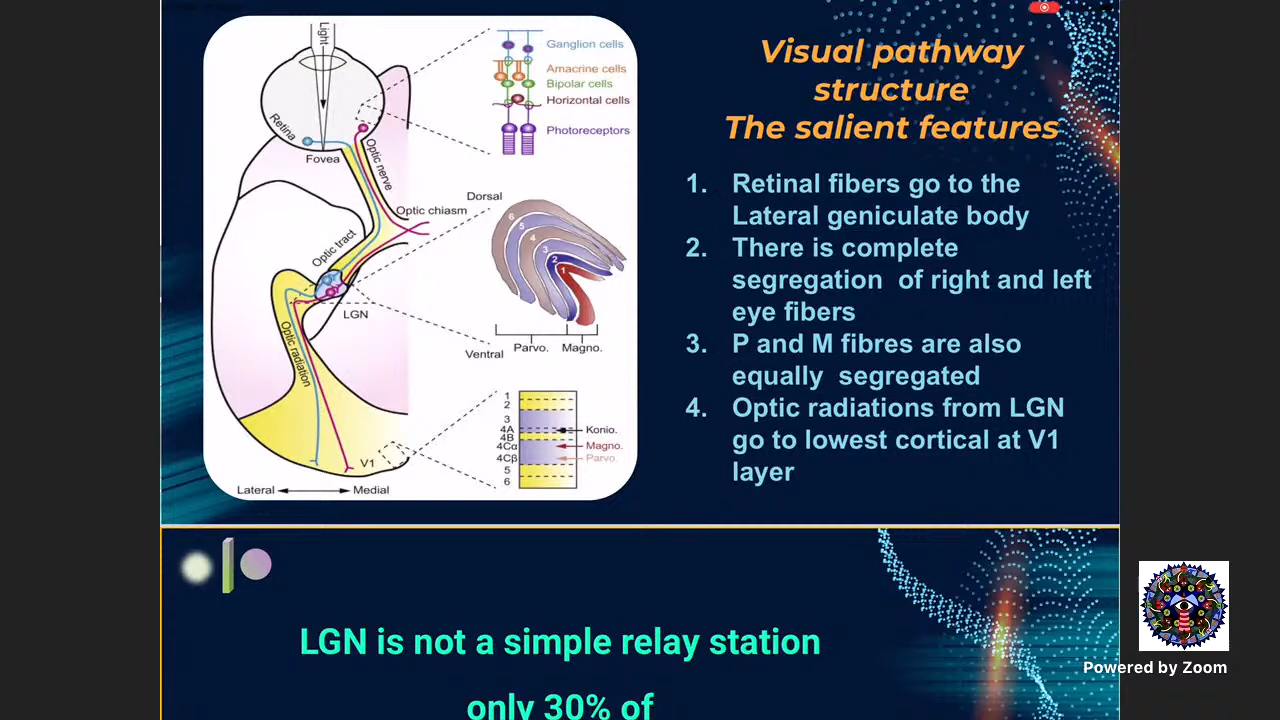 Light
Retina
Fovea
Optic nerve
Optic chiasm
Optic tract
LGN
Optic radiation
V1
Lateral
Medial
Ganglion cells
Amacrine cells
Bipolar cells
Horizontal cells
Photoreceptors
Dorsal
6
5
4
3
2
1
Parvo. Magno.
Ventral
1
2
3
4A
4B
4Cα
4Cβ
5
6
Konio.
Magno.
Parvo.
Visual pathway
structure
The salient features
1. Retinal fibers go to the
Lateral geniculate body
2. There is complete
segregation of right and left
eye fibers
3. P and M fibres are also
equally segregated
4. Optic radiations from LGN
go to lowest cortical at V1
layer
LGN is not a simple relay station
only 30% of
Powered by Zoom